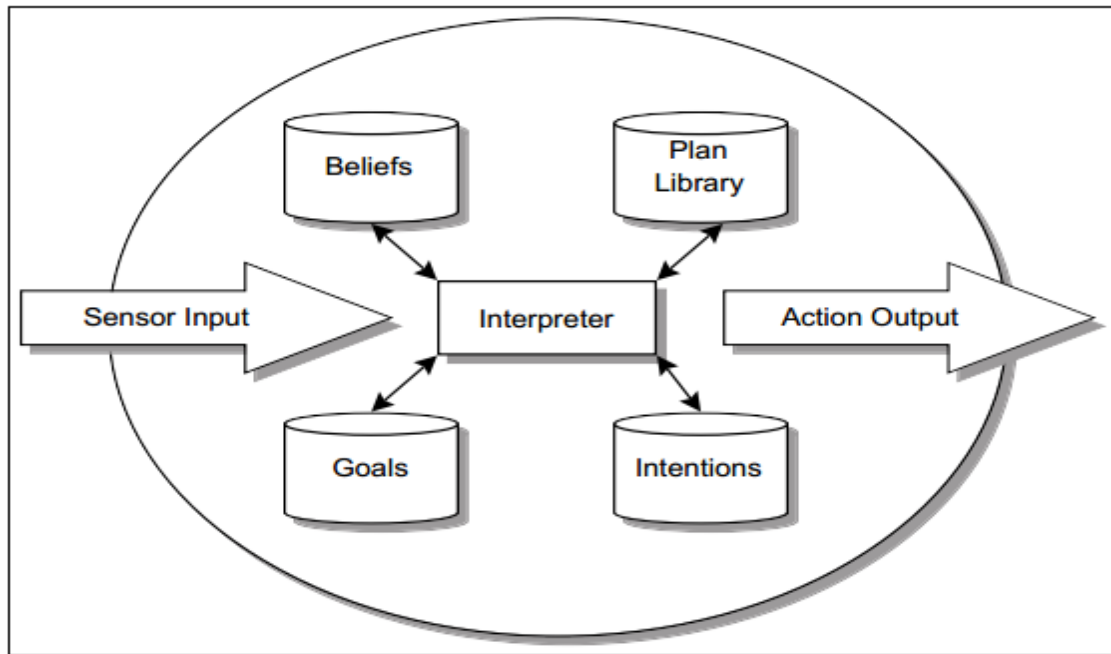 Beliefs
Plan
Library
Sensor Input
Interpreter
Action Output
Goals
Intentions